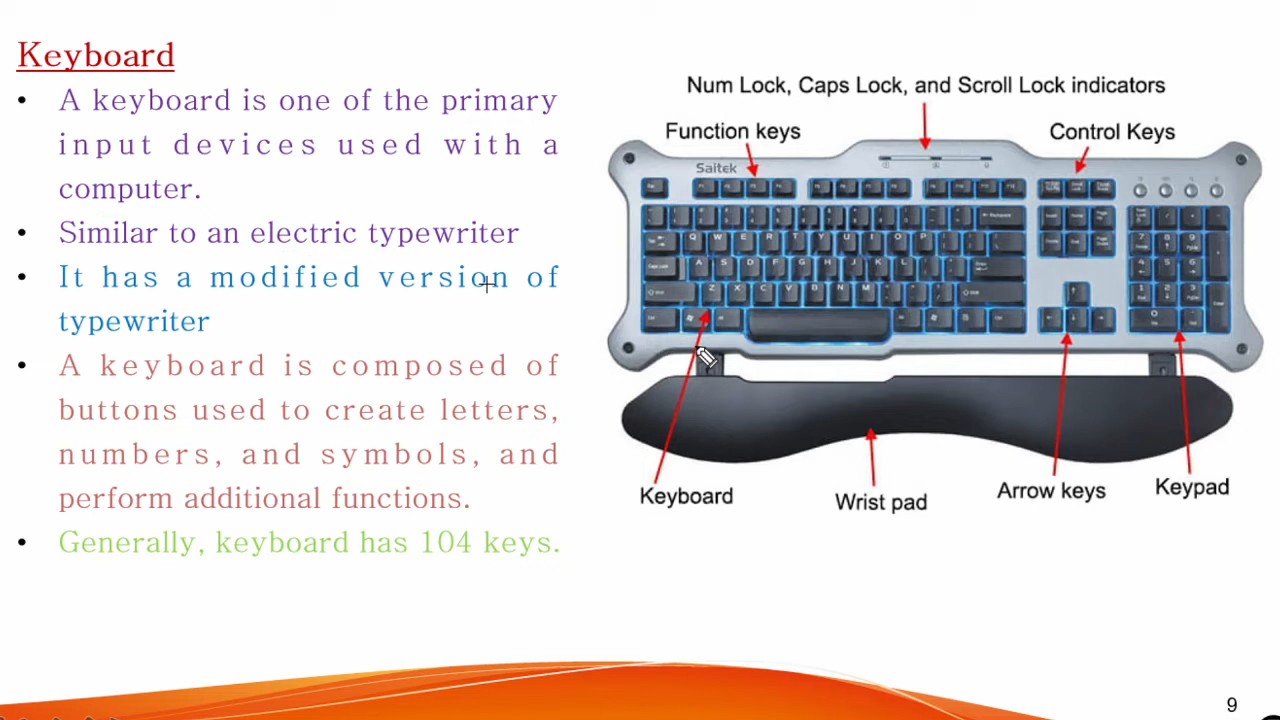 Keyboard
• A keyboard is one of the primary
input devices used with a
computer.
• Similar to an electric typewriter
• It has a modified version of
typewriter
• A keyboard is composed of
buttons used to create letters,
numbers, and symbols, and
perform additional functions.
• Generally, keyboard has 104 keys.
Num Lock, Caps Lock, and Scroll Lock indicators
Function keys
Control Keys
Saitek
Q W E R T Y U I O P
A S D F G H J K L
Z X C V B N M
Keyboard
Wrist pad
Arrow keys
Keypad
9